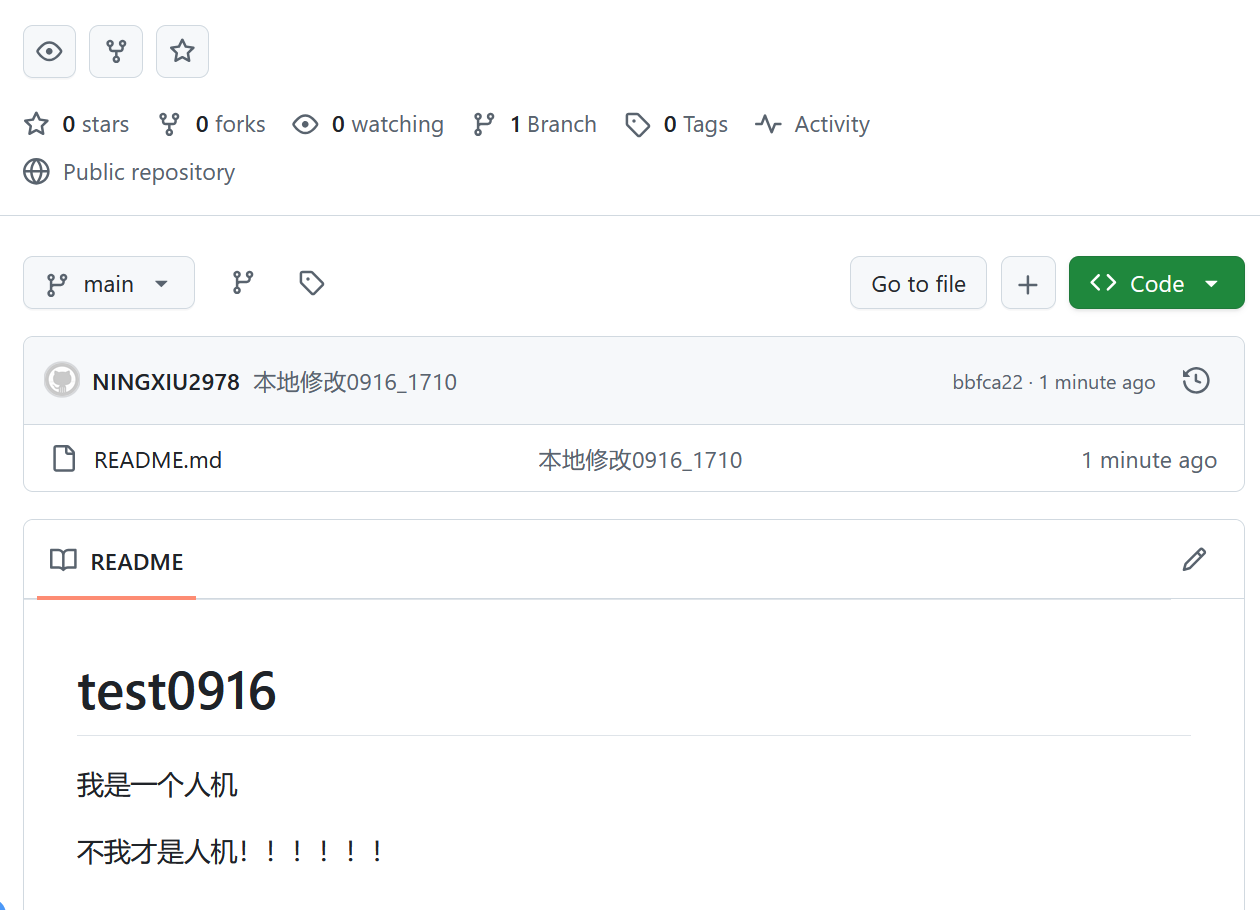 0 stars 0 forks 0 watching 1 Branch 0 Tags Activity
Public repository
main Go to file Code
NINGXIU2978 本地修改0916_1710 bbfca22 · 1 minute ago
README.md 本地修改0916_1710 1 minute ago
README
test0916
我是一个人机
不我才是人机！！！！！！